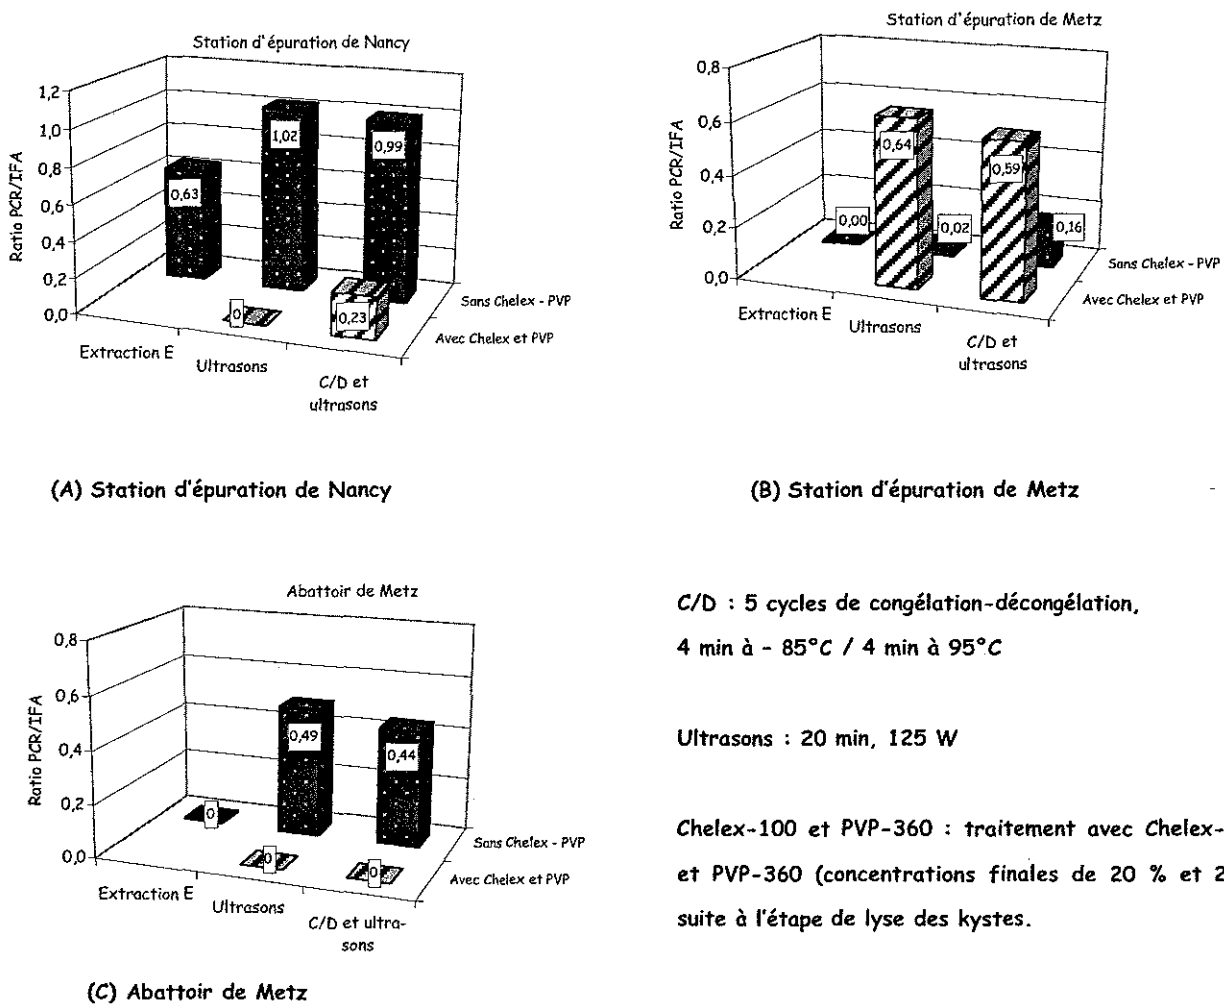 Station d'épuration de Nancy
Ratio PCR/IFA
1,2
1,0
0,8
0,6
0,4
0,2
0,0
0,63
1,02
0,99
0
0,23
Sans Chelex - PVP
Avec Chelex et PVP
Extraction E
Ultrasons
C/D et
ultrasons
(A) Station d'épuration de Nancy
Station d'épuration de Metz
Ratio PCR/IFA
0,8
0,6
0,4
0,2
0,0
0,00
0,64
0,02
0,59
0,16
Sans Chelex - PVP
Avec Chelex et PVP
Extraction E
Ultrasons
C/D et
ultrasons
(B) Station d'épuration de Metz
Abattoir de Metz
Ratio PCR/IFA
0,8
0,6
0,4
0,2
0,0
0
0,49
0,44
0
0
Sans Chelex - PVP
Avec Chelex et PVP
Extraction E
Ultrasons
C/D et ultra-
sons
(C) Abattoir de Metz
C/D : 5 cycles de congélation-décongélation,
4 min à - 85°C / 4 min à 95°C
Ultrasons : 20 min, 125 W
Chelex-100 et PVP-360 : traitement avec Chelex-
et PVP-360 (concentrations finales de 20 % et 2
suite à l'étape de lyse des kystes.